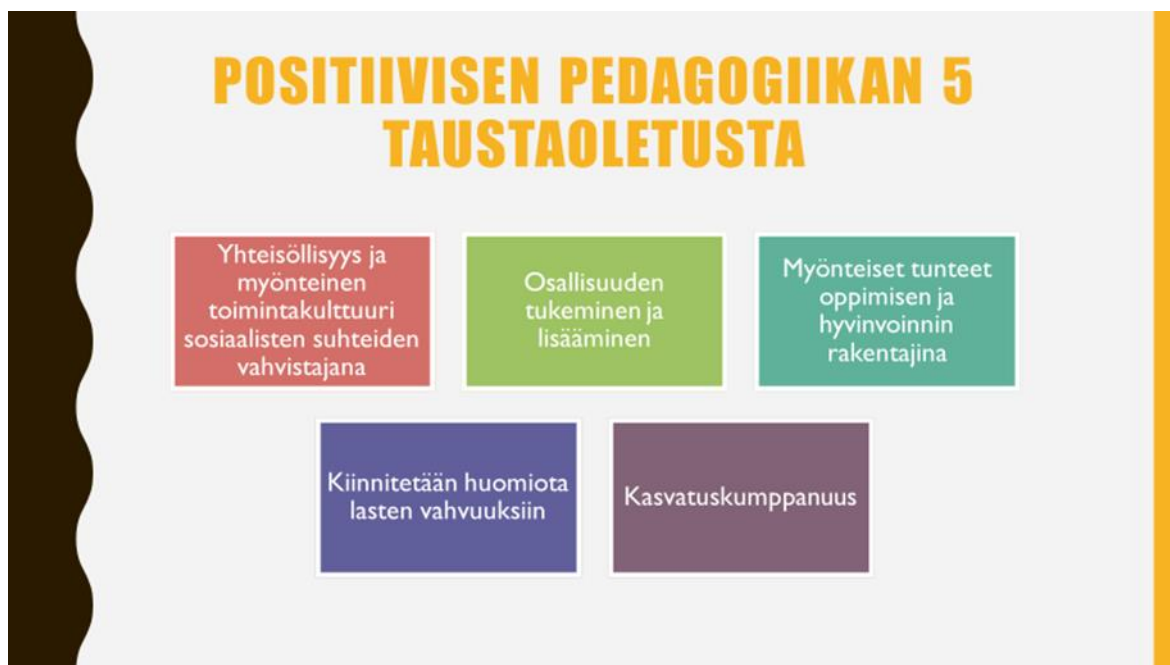 POSITIIVISEN PEDAGOGIIKAN 5
TAUSTAOLETUSTA
Yhteisöllisyys ja
myönteinen
toimintakulttuuri
sosiaalisten suhteiden
vahvistajana
Osallisuuden
tukeminen ja
lisääminen
Myönteiset tunteet
oppimisen ja
hyvinvoinnin
rakentajina
Kiinnitetään huomiota
lasten vahvuuksiin
Kasvatuskumppanuus